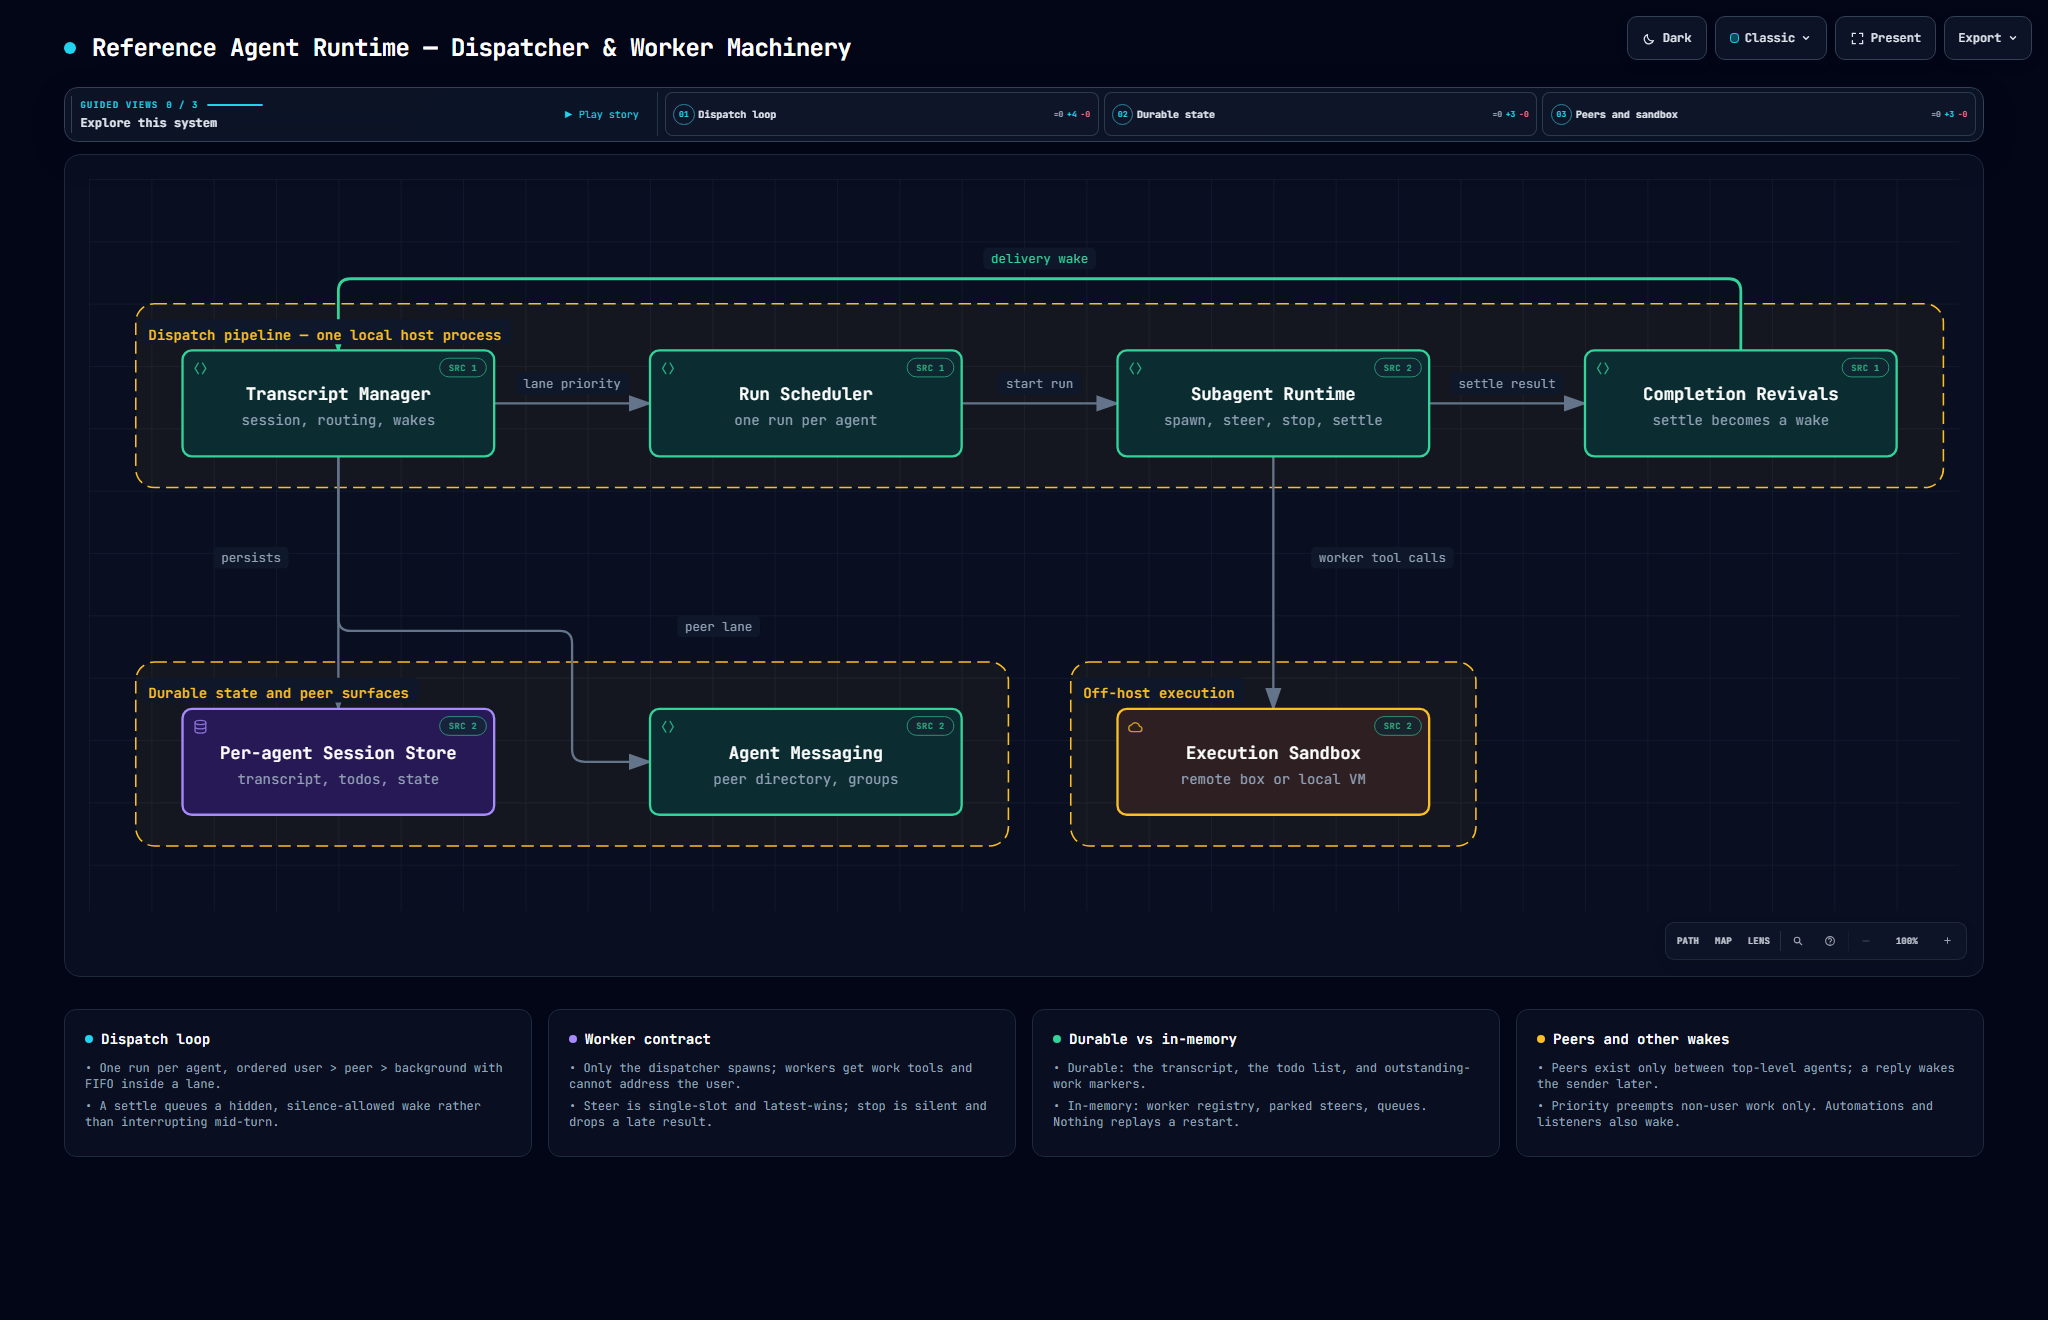 Reference Agent Runtime — Dispatcher & Worker Machinery
Dark
Classic
Present
Export
GUIDED VIEWS 0 / 3
Explore this system
▶ Play story
01 Dispatch loop =0 +4 -0
02 Durable state =0 +3 -0
03 Peers and sandbox =0 +3 -0
delivery wake
Dispatch pipeline — one local host process
SRC 1
Transcript Manager
session, routing, wakes
lane priority
SRC 1
Run Scheduler
one run per agent
start run
SRC 2
Subagent Runtime
spawn, steer, stop, settle
settle result
SRC 1
Completion Revivals
settle becomes a wake
persists
worker tool calls
peer lane
Durable state and peer surfaces
SRC 2
Per-agent Session Store
transcript, todos, state
SRC 2
Agent Messaging
peer directory, groups
Off-host execution
SRC 2
Execution Sandbox
remote box or local VM
PATH MAP LENS − 100% +
Dispatch loop
• One run per agent, ordered user > peer > background with
FIFO inside a lane.
• A settle queues a hidden, silence-allowed wake rather
than interrupting mid-turn.
Worker contract
• Only the dispatcher spawns; workers get work tools and
cannot address the user.
• Steer is single-slot and latest-wins; stop is silent and
drops a late result.
Durable vs in-memory
• Durable: the transcript, the todo list, and outstanding-
work markers.
• In-memory: worker registry, parked steers, queues.
Nothing replays a restart.
Peers and other wakes
• Peers exist only between top-level agents; a reply wakes
the sender later.
• Priority preempts non-user work only. Automations and
listeners also wake.